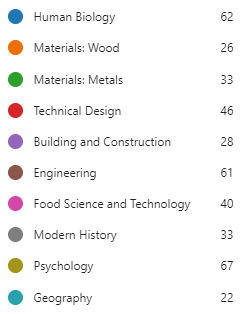 Human Biology 62
Materials: Wood 26
Materials: Metals 33
Technical Design 46
Building and Construction 28
Engineering 61
Food Science and Technology 40
Modern History 33
Psychology 67
Geography 22